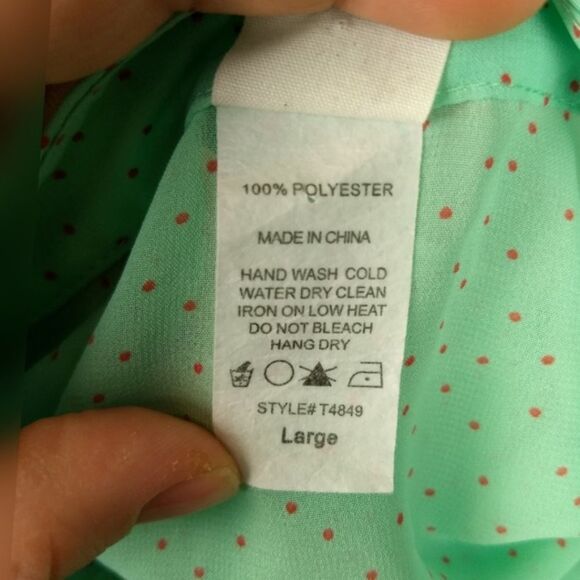 100% POLYESTER
MADE IN CHINA
HAND WASH COLD
WATER DRY CLEAN
IRON ON LOW HEAT
DO NOT BLEACH
HANG DRY
STYLE# T4849
Large